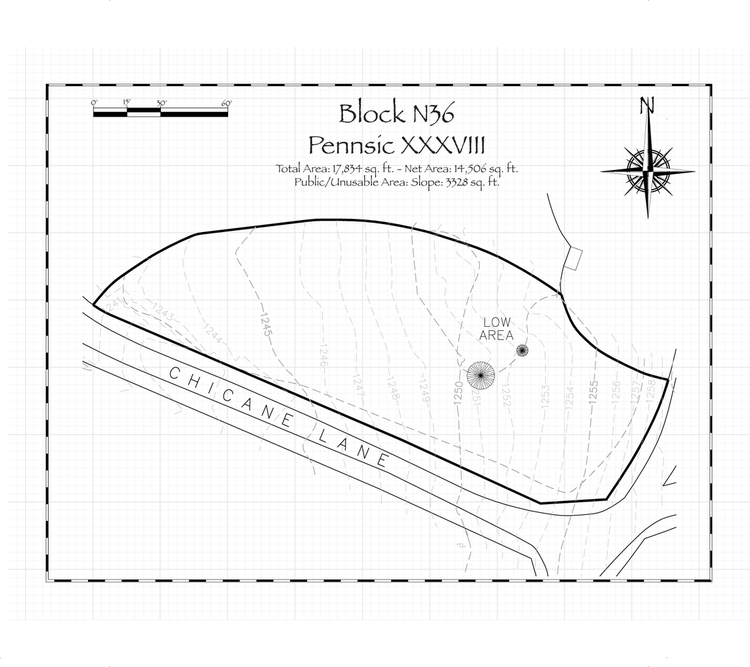 0' 15' 30' 60'
Block N36
Pennsic XXXVIII
Total Area: 17,834 sq. ft. - Net Area: 14,506 sq. ft.
Public/Unusable Area: Slope: 3328 sq. ft.
N
LOW
AREA
1243
1244
1245
1246
1247
1248
1249
1250
1252
1253
1254
1255
1256
1257
1258
CHICANE LANE